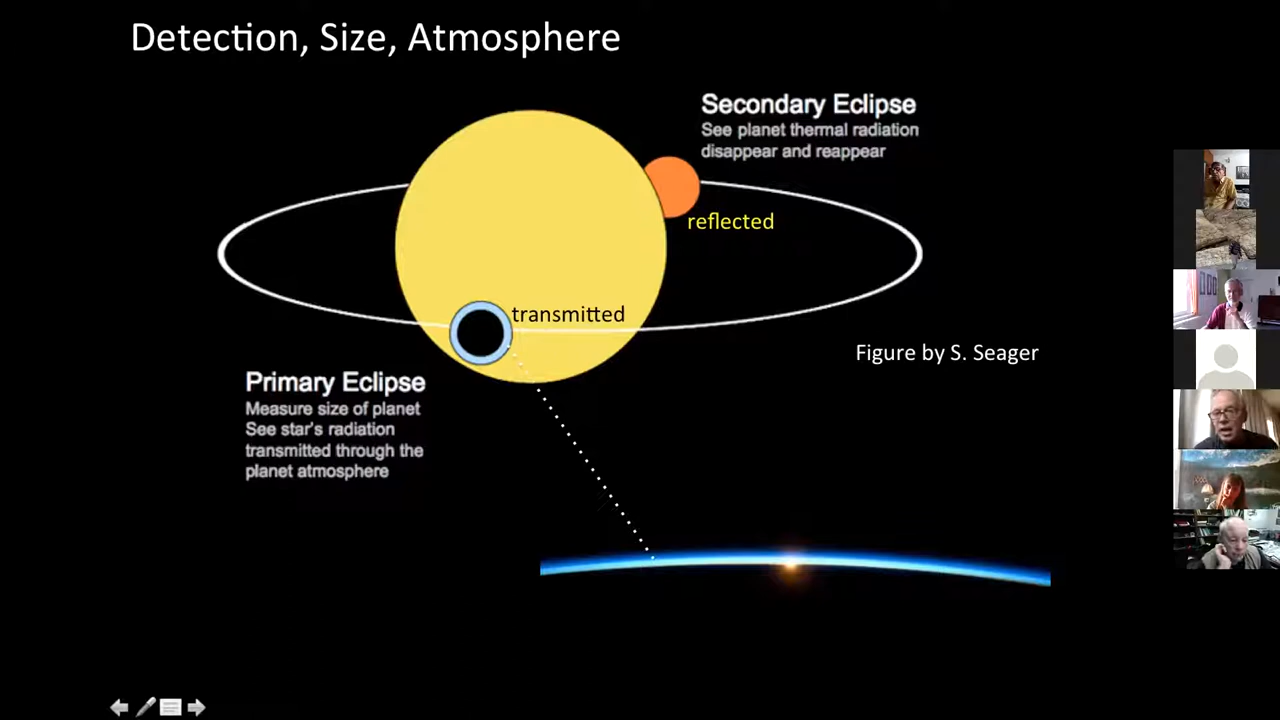 Detection, Size, Atmosphere
Secondary Eclipse
See planet thermal radiation
disappear and reappear
reflected
transmitted
Figure by S. Seager
Primary Eclipse
Measure size of planet
See star's radiation
transmitted through the
planet atmosphere